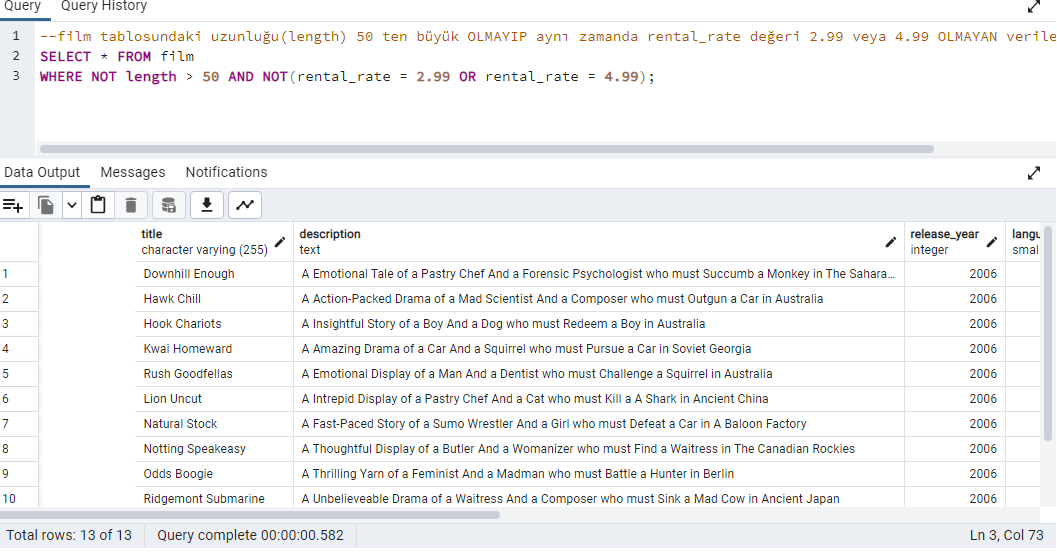 Query Query History
1 --film tablosundaki uzunluğu(length) 50 ten büyük OLMAYIP aynı zamanda rental_rate değeri 2.99 veya 4.99 OLMAYAN verile
2 SELECT * FROM film
3 WHERE NOT length > 50 AND NOT(rental_rate = 2.99 OR rental_rate = 4.99);
Data Output Messages Notifications
title description release_year langu
character varying (255) text integer smal
1 Downhill Enough A Emotional Tale of a Pastry Chef And a Forensic Psychologist who must Succumb a Monkey in The Sahara... 2006
2 Hawk Chill A Action-Packed Drama of a Mad Scientist And a Composer who must Outgun a Car in Australia 2006
3 Hook Chariots A Insightful Story of a Boy And a Dog who must Redeem a Boy in Australia 2006
4 Kwai Homeward A Amazing Drama of a Car And a Squirrel who must Pursue a Car in Soviet Georgia 2006
5 Rush Goodfellas A Emotional Display of a Man And a Dentist who must Challenge a Squirrel in Australia 2006
6 Lion Uncut A Intrepid Display of a Pastry Chef And a Cat who must Kill a A Shark in Ancient China 2006
7 Natural Stock A Fast-Paced Story of a Sumo Wrestler And a Girl who must Defeat a Car in A Baloon Factory 2006
8 Notting Speakeasy A Thoughtful Display of a Butler And a Womanizer who must Find a Waitress in The Canadian Rockies 2006
9 Odds Boogie A Thrilling Yarn of a Feminist And a Madman who must Battle a Hunter in Berlin 2006
10 Ridgemont Submarine A Unbelieveable Drama of a Waitress And a Composer who must Sink a Mad Cow in Ancient Japan 2006
Total rows: 13 of 13 Query complete 00:00:00.582 Ln 3, Col 73